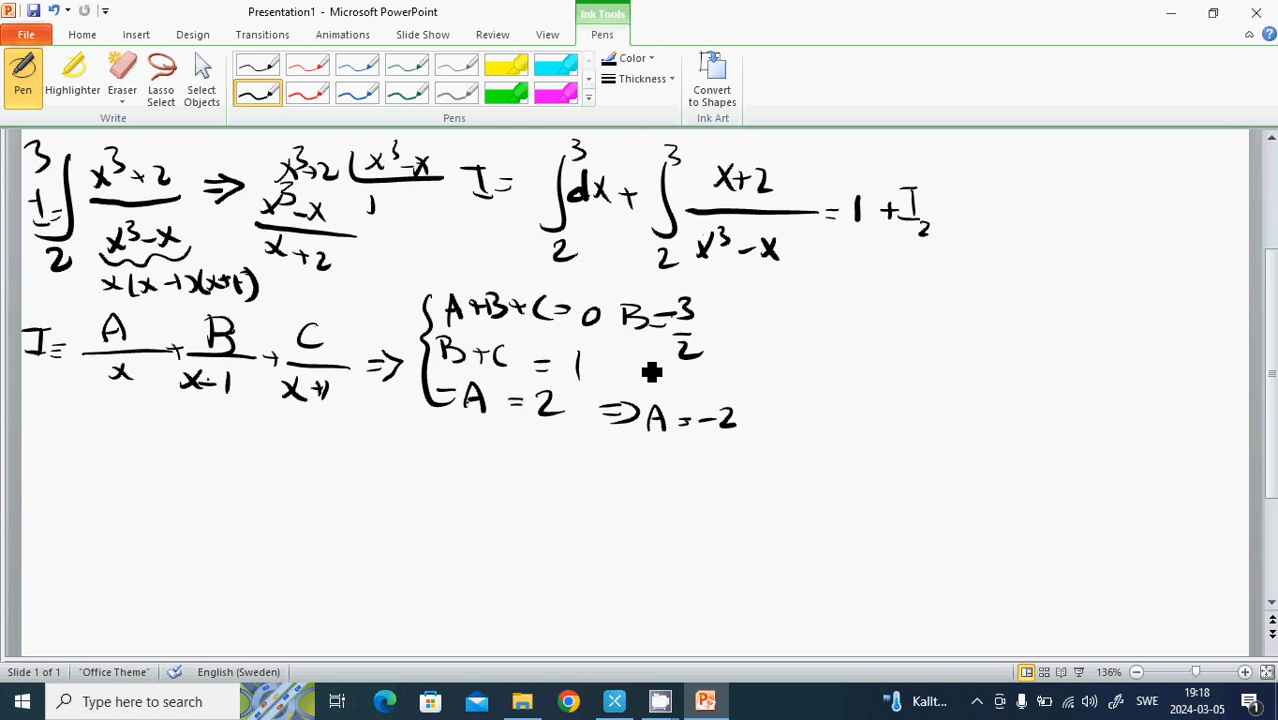 Presentation1 - Microsoft PowerPoint
Ink Tools
File Home Insert Design Transitions Animations Slide Show Review View Pens
Pen Highlighter Eraser Lasso Select Select Objects
Color
Thickness
Convert to Shapes
Write Pens Ink Art
I = ∫₂³ (x³+2)/(x³-x) ⇒ x³+2 | x³-x
x³-x 1
x+2
x(x-1)(x+1)
I = ∫₂³ dx + ∫₂³ (x+2)/(x³-x) = 1 + I₂
I = A/x + B/(x-1) + C/(x+1) ⇒
A+B+C = 0 B = 3/2
B+C = 1
-A = 2 ⇒ A = -2
Slide 1 of 1 "Office Theme" English (Sweden) 136%
Type here to search Kallt... SWE 19:18
2024-03-05 1